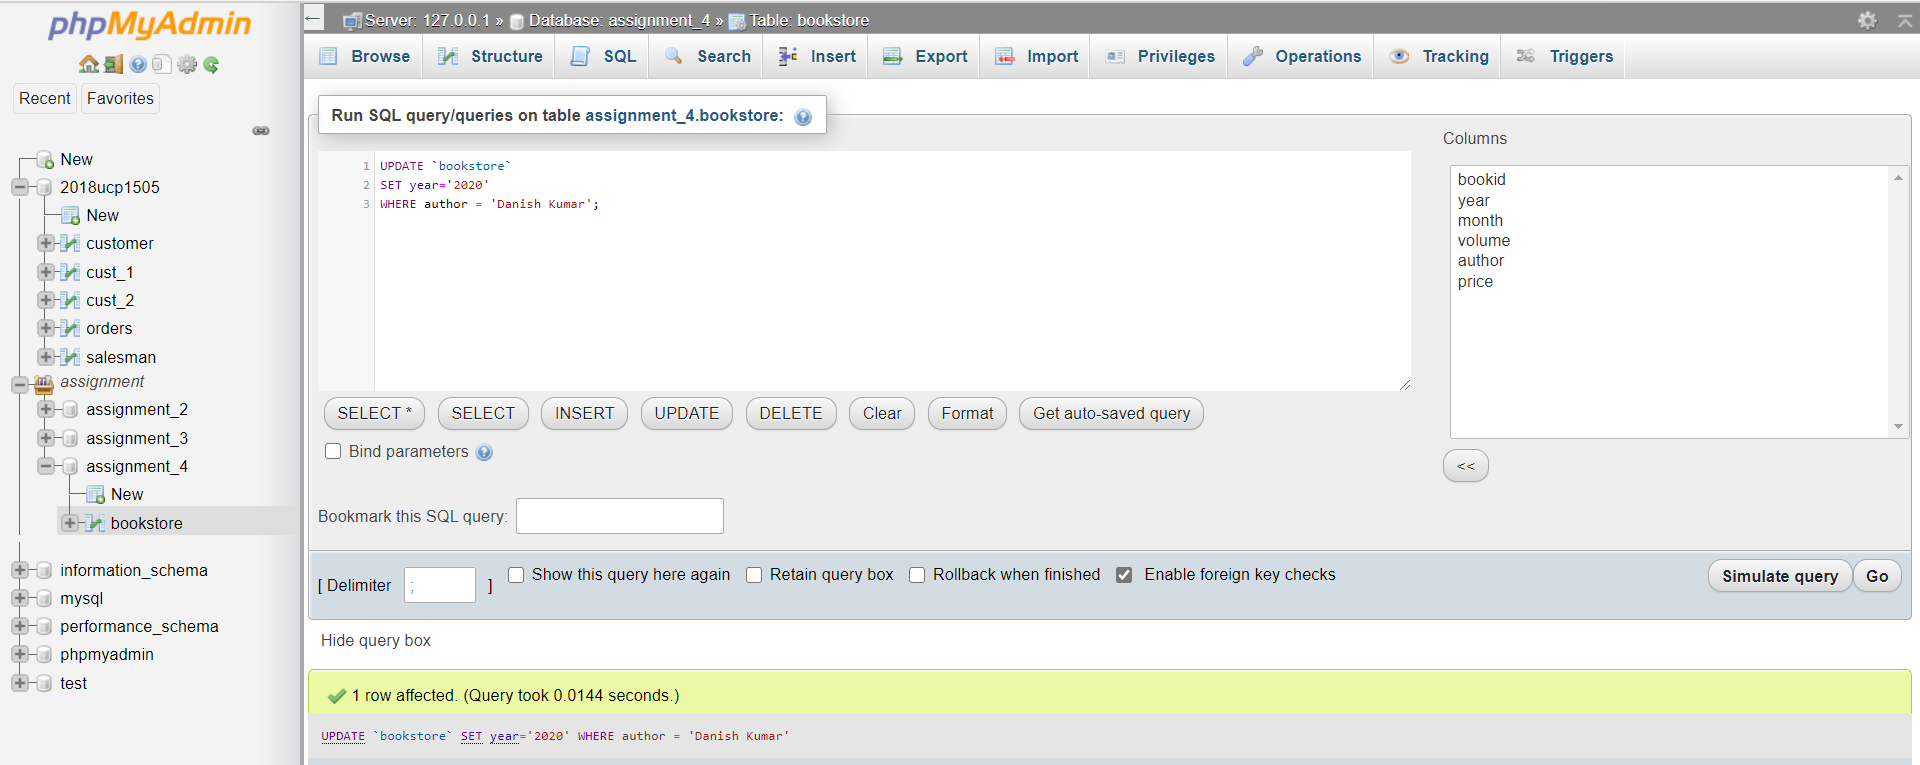 phpMyAdmin
Recent Favorites
New
2018ucp1505
New
customer
cust_1
cust_2
orders
salesman
assignment
assignment_2
assignment_3
assignment_4
New
bookstore
information_schema
mysql
performance_schema
phpmyadmin
test
Server: 127.0.0.1 » Database: assignment_4 » Table: bookstore
Browse Structure SQL Search Insert Export Import Privileges Operations Tracking Triggers
Run SQL query/queries on table assignment_4.bookstore:
1 UPDATE `bookstore`
2 SET year='2020'
3 WHERE author = 'Danish Kumar';
Columns
bookid
year
month
volume
author
price
SELECT * SELECT INSERT UPDATE DELETE Clear Format Get auto-saved query
<<
Bind parameters
Bookmark this SQL query:
[ Delimiter ; ] Show this query here again Retain query box Rollback when finished Enable foreign key checks Simulate query Go
Hide query box
1 row affected. (Query took 0.0144 seconds.)
UPDATE `bookstore` SET year='2020' WHERE author = 'Danish Kumar'